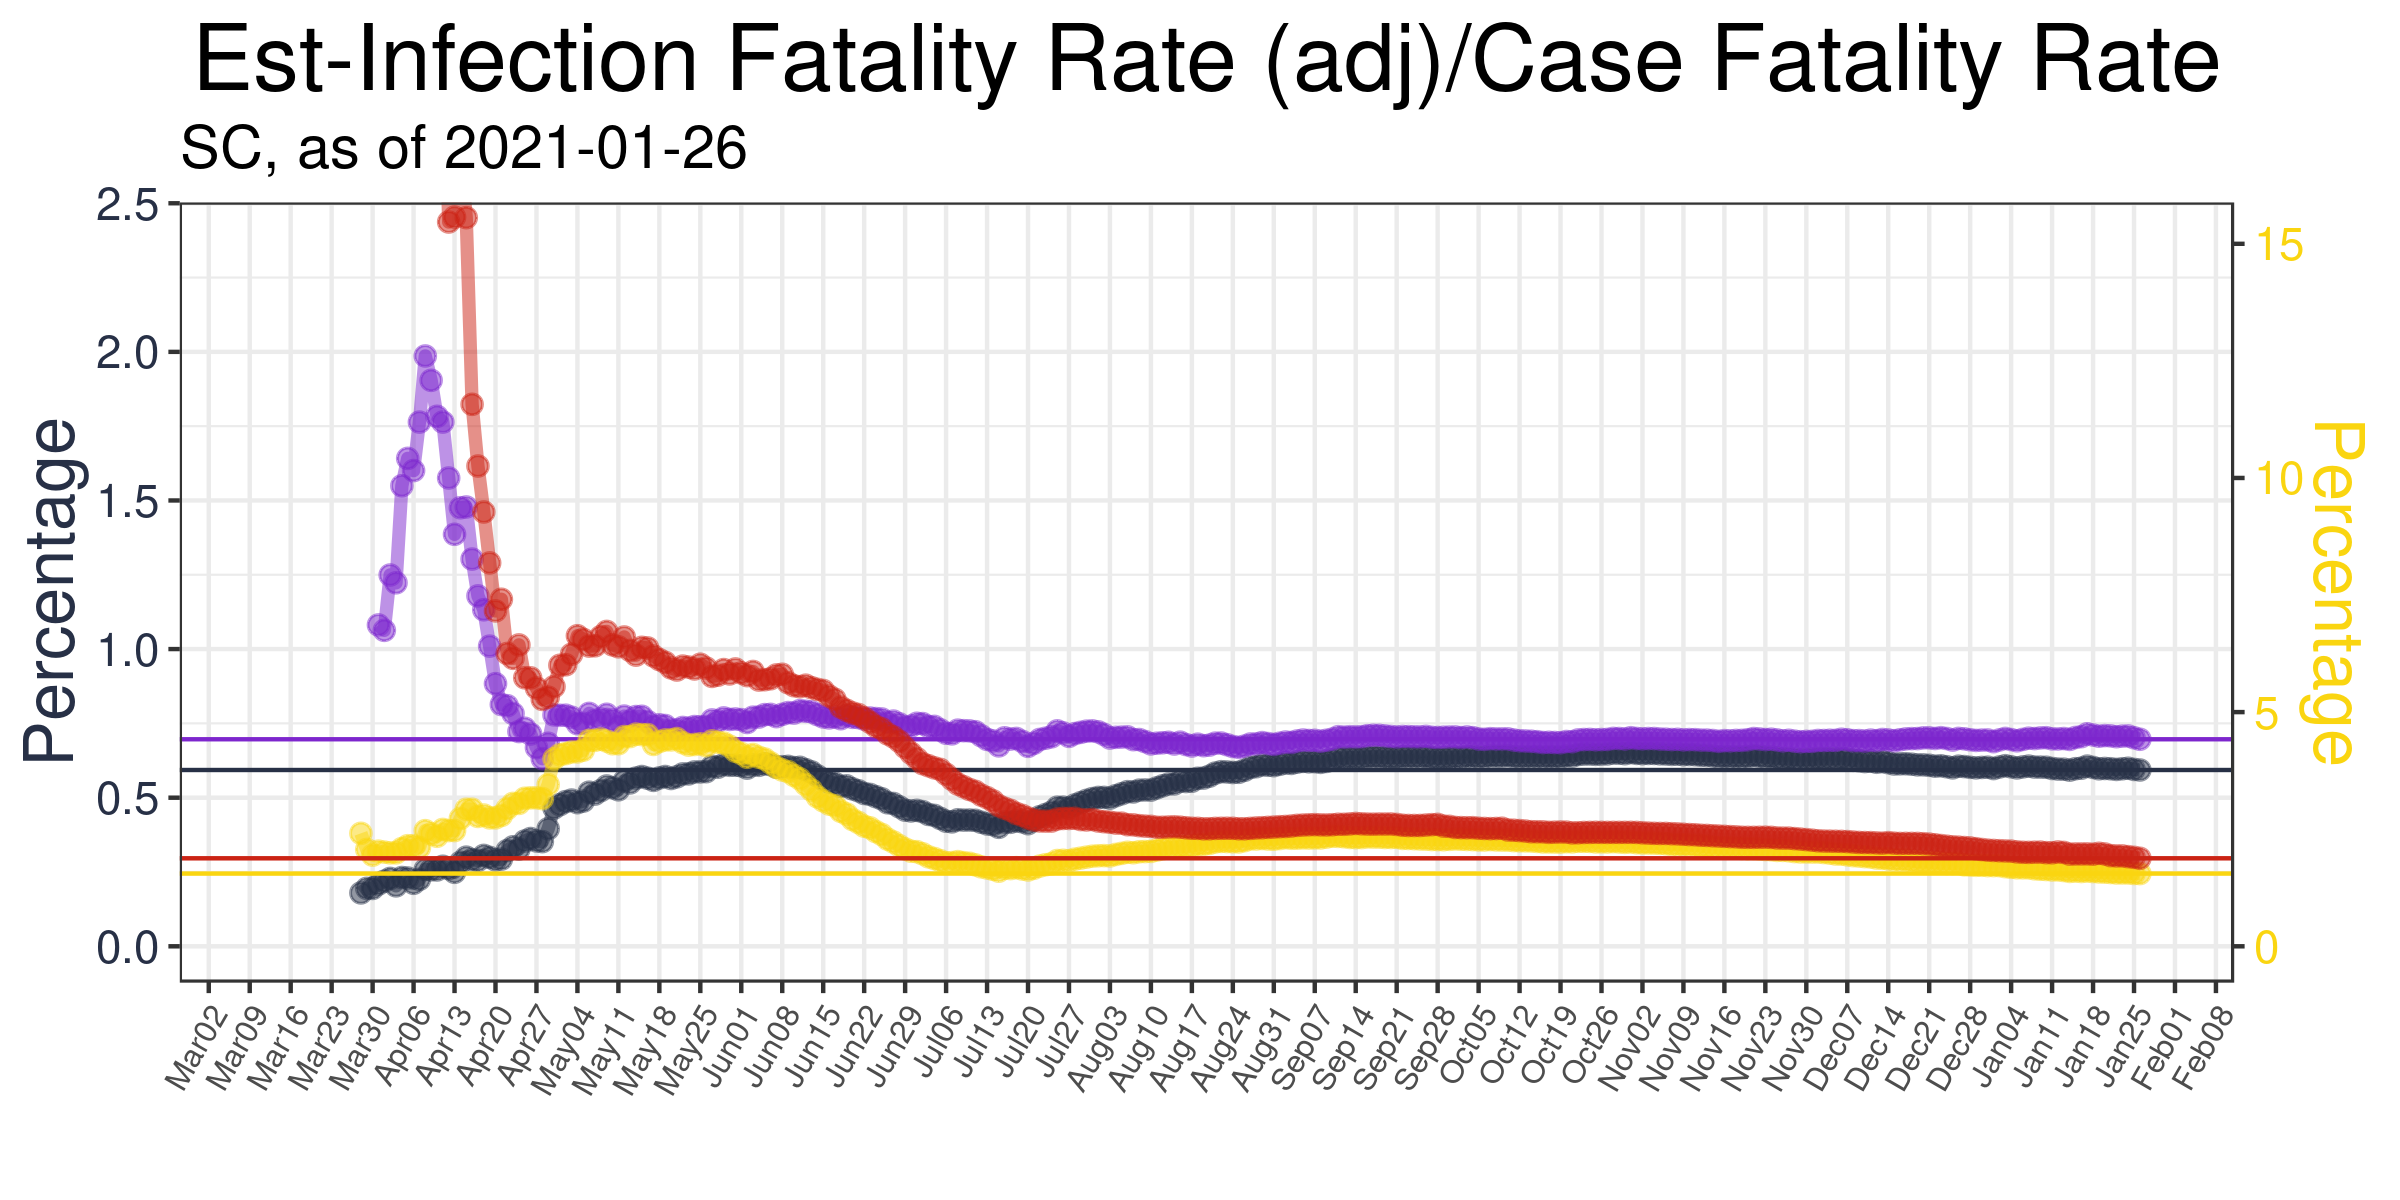 Est-Infection Fatality Rate (adj)/Case Fatality Rate
SC, as of 2021-01-26
Percentage
2.5
2.0
1.5
1.0
0.5
0.0
15
10
5
0
Percentage
Mar02 Mar09 Mar16 Mar23 Mar30 Apr06 Apr13 Apr20 Apr27 May04 May11 May18 May25 Jun01 Jun08 Jun15 Jun22 Jun29 Jul06 Jul13 Jul20 Jul27 Aug03 Aug10 Aug17 Aug24 Aug31 Sep07 Sep14 Sep21 Sep28 Oct05 Oct12 Oct19 Oct26 Nov02 Nov09 Nov16 Nov23 Nov30 Dec07 Dec14 Dec21 Dec28 Jan04 Jan11 Jan18 Jan25 Feb01 Feb08